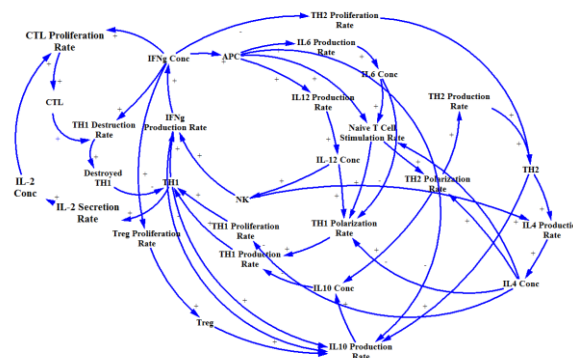 TH2 Proliferation
Rate
CTL Proliferation
Rate
IFNg Conc
APC
IL6 Production
Rate
IL6 Conc
CTL
IL12 Production
Rate
TH2 Production
Rate
TH1 Destruction
Rate
IFNg
Production Rate
Naive T Cell
Stimulation Rate
IL-12 Conc
Destroyed
TH1
TH1
TH2 Polarization
Rate
TH2
IL-2
Conc
IL-2 Secretion
Rate
NK
Treg Proliferation
Rate
TH1 Proliferation
Rate
TH1 Polarization
Rate
IL4 Production
Rate
TH1 Production
Rate
IL10 Conc
IL4 Conc
Treg
IL10 Production
Rate